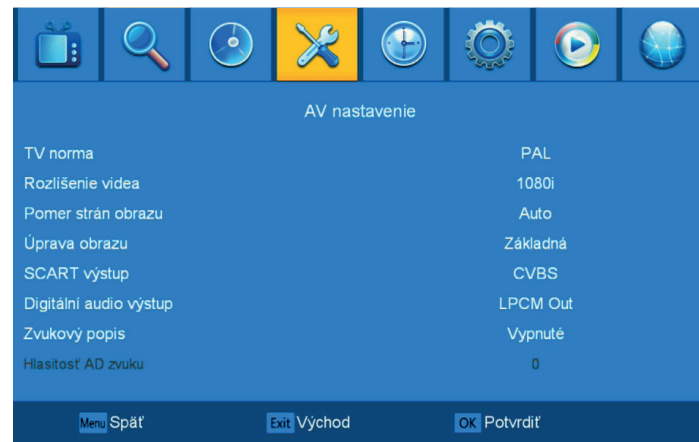 AV nastavenie
TV norma PAL
Rozlíšenie videa 1080i
Pomer strán obrazu Auto
Úprava obrazu Základná
SCART výstup CVBS
Digitální audio výstup LPCM Out
Zvukový popis Vypnuté
Hlasitosť AD zvuku 0
Menu Späť Exit Východ OK Potvrdiť